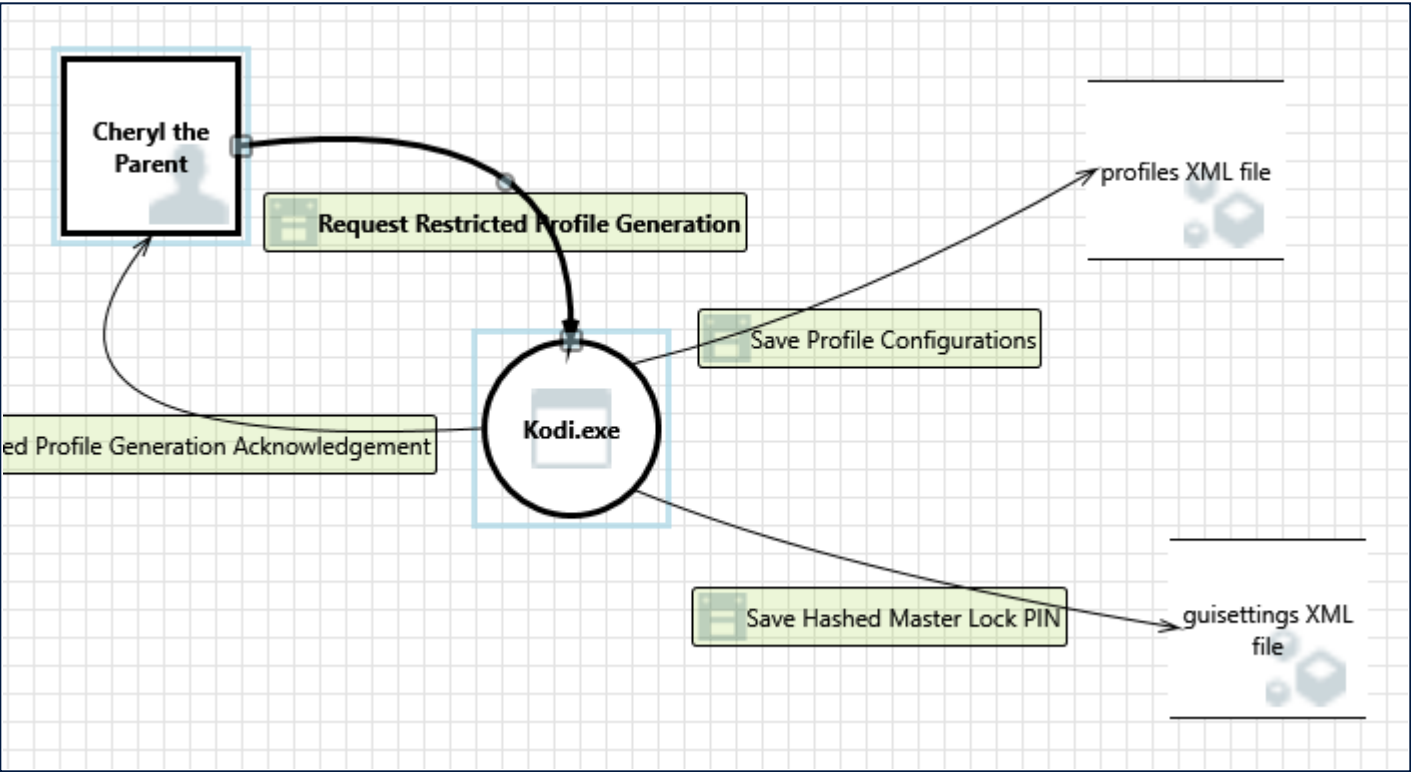 Cheryl the
Parent
Request Restricted Profile Generation
profiles XML file
Save Profile Configurations
ed Profile Generation Acknowledgement
Kodi.exe
Save Hashed Master Lock PIN
guisettings XML
file